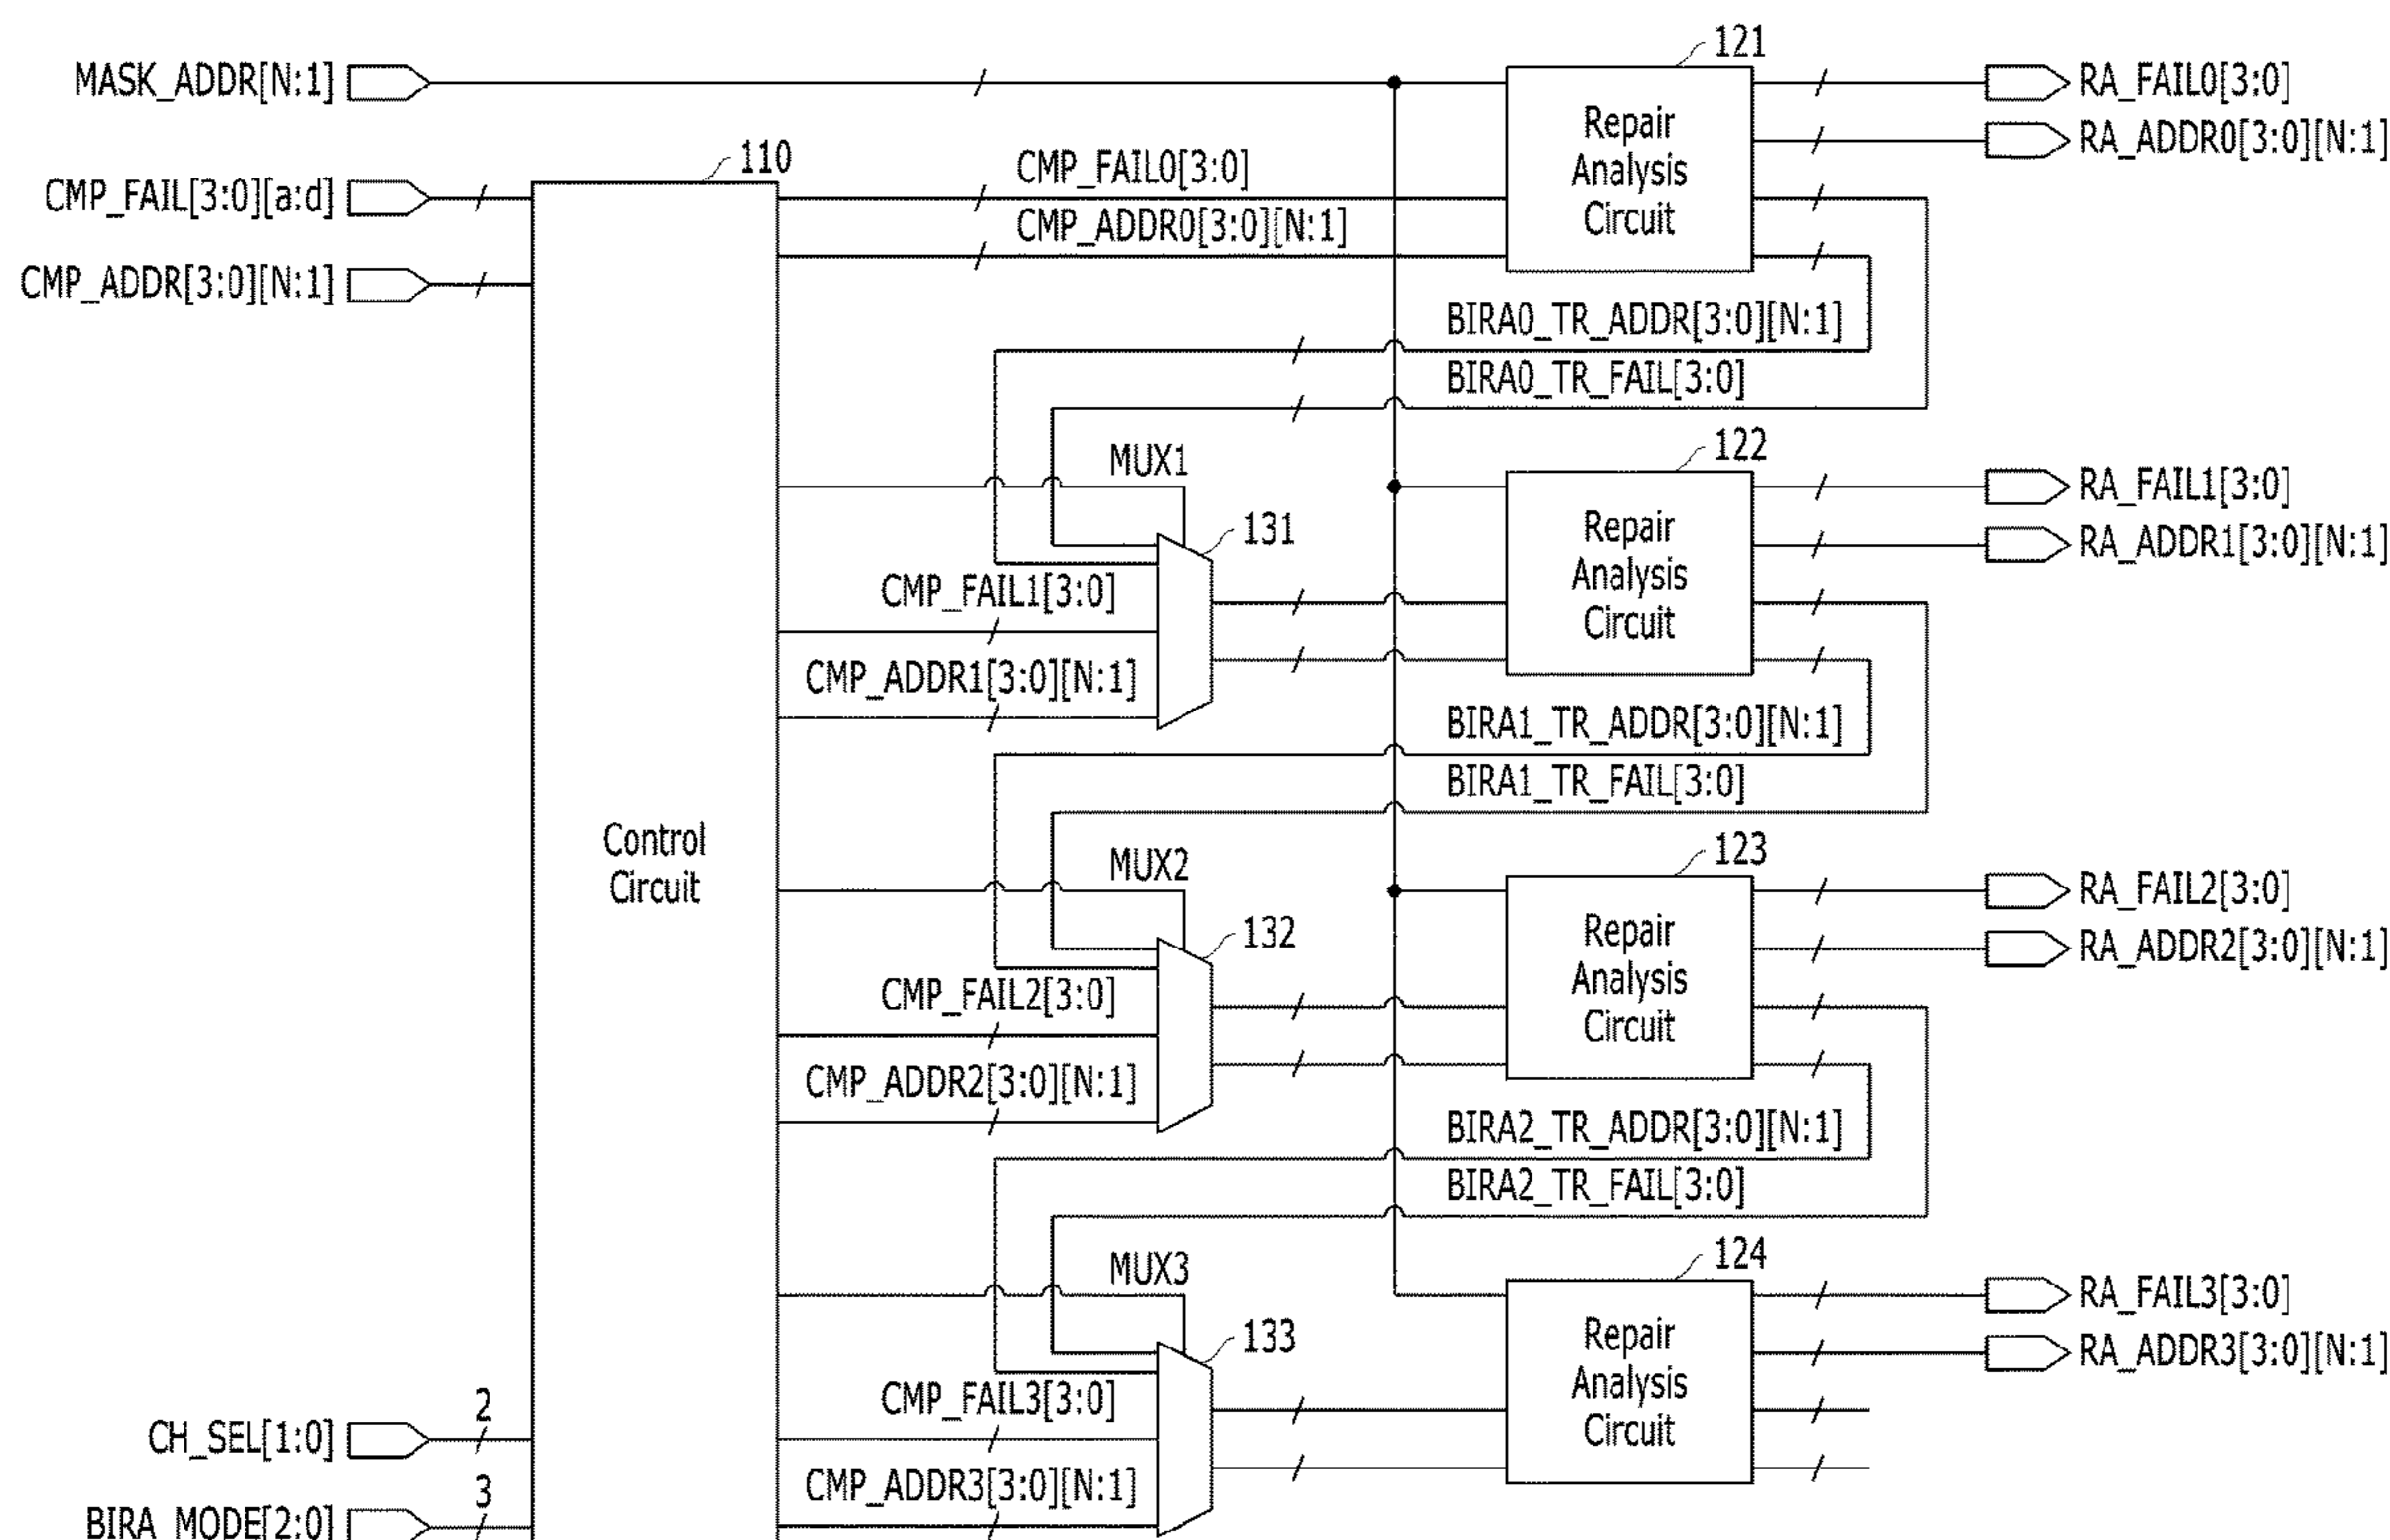 121
MASK_ADDR[N:1]
Repair
Analysis
Circuit
RA_FAIL0[3:0]
RA_ADDR0[3:0][N:1]
110
CMP_FAIL[3:0][a:d]
CMP_FAIL0[3:0]
CMP_ADDR0[3:0][N:1]
CMP_ADDR[3:0][N:1]
BIRA0_TR_ADDR[3:0][N:1]
BIRA0_TR_FAIL[3:0]
122
MUX1
Repair
Analysis
Circuit
RA_FAIL1[3:0]
RA_ADDR1[3:0][N:1]
131
CMP_FAIL1[3:0]
CMP_ADDR1[3:0][N:1]
BIRA1_TR_ADDR[3:0][N:1]
BIRA1_TR_FAIL[3:0]
Control
Circuit
123
MUX2
Repair
Analysis
Circuit
RA_FAIL2[3:0]
RA_ADDR2[3:0][N:1]
132
CMP_FAIL2[3:0]
CMP_ADDR2[3:0][N:1]
BIRA2_TR_ADDR[3:0][N:1]
BIRA2_TR_FAIL[3:0]
124
MUX3
Repair
Analysis
Circuit
RA_FAIL3[3:0]
RA_ADDR3[3:0][N:1]
133
CMP_FAIL3[3:0]
CH_SEL[1:0]
2
CMP_ADDR3[3:0][N:1]
BIRA_MODE[2:0]
3